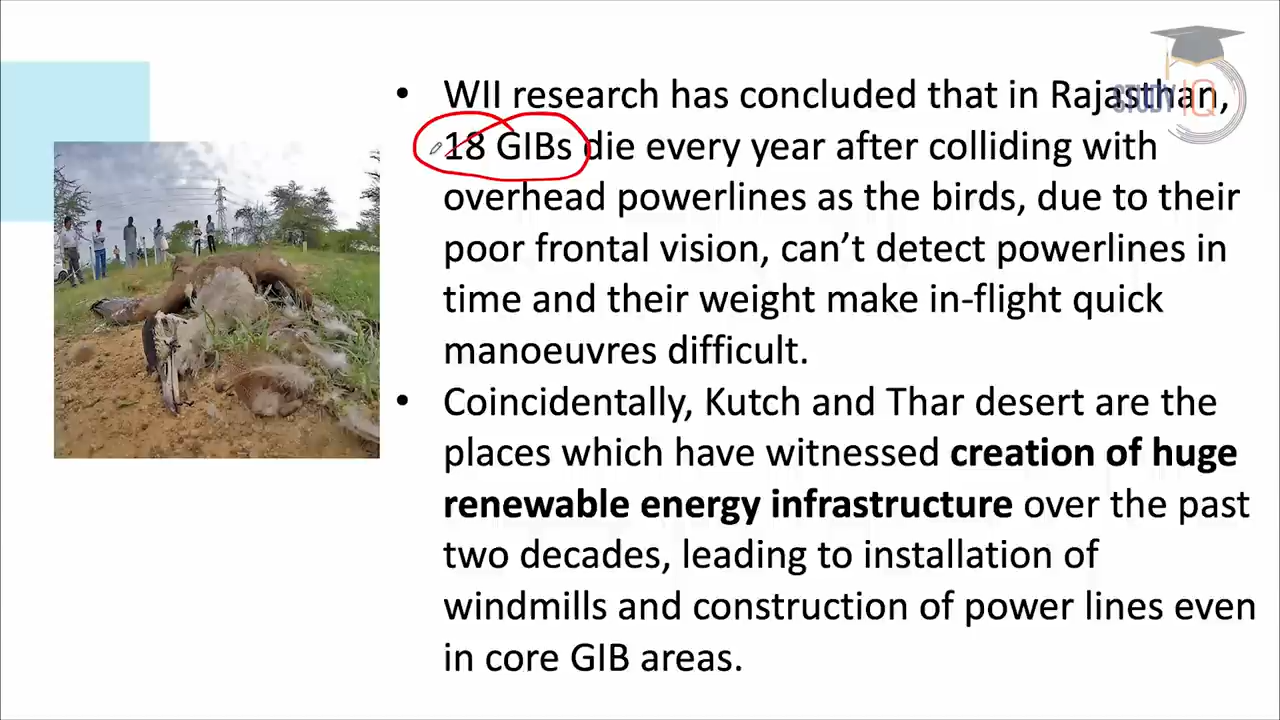 STUDY IQ
• WII research has concluded that in Rajasthan,
18 GIBs die every year after colliding with
overhead powerlines as the birds, due to their
poor frontal vision, can’t detect powerlines in
time and their weight make in-flight quick
manoeuvres difficult.
• Coincidentally, Kutch and Thar desert are the
places which have witnessed creation of huge
renewable energy infrastructure over the past
two decades, leading to installation of
windmills and construction of power lines even
in core GIB areas.